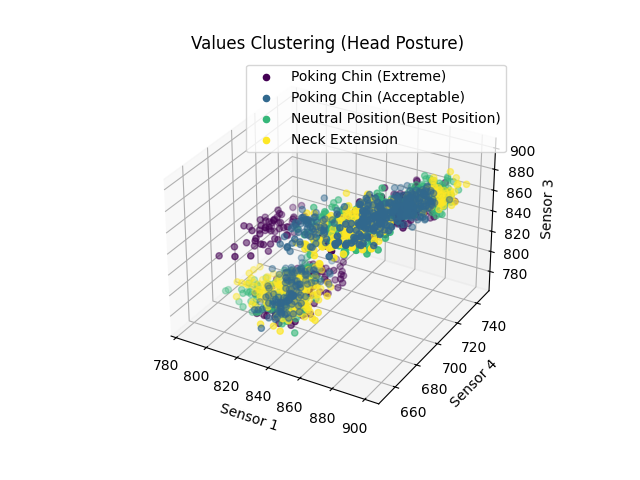 Values Clustering (Head Posture)
Poking Chin (Extreme)
Poking Chin (Acceptable)
Neutral Position(Best Position)
Neck Extension
900
880
860
840
820
800
780
Sensor 3
740
720
700
680
660
Sensor 4
780
800
820
840
860
880
900
Sensor 1